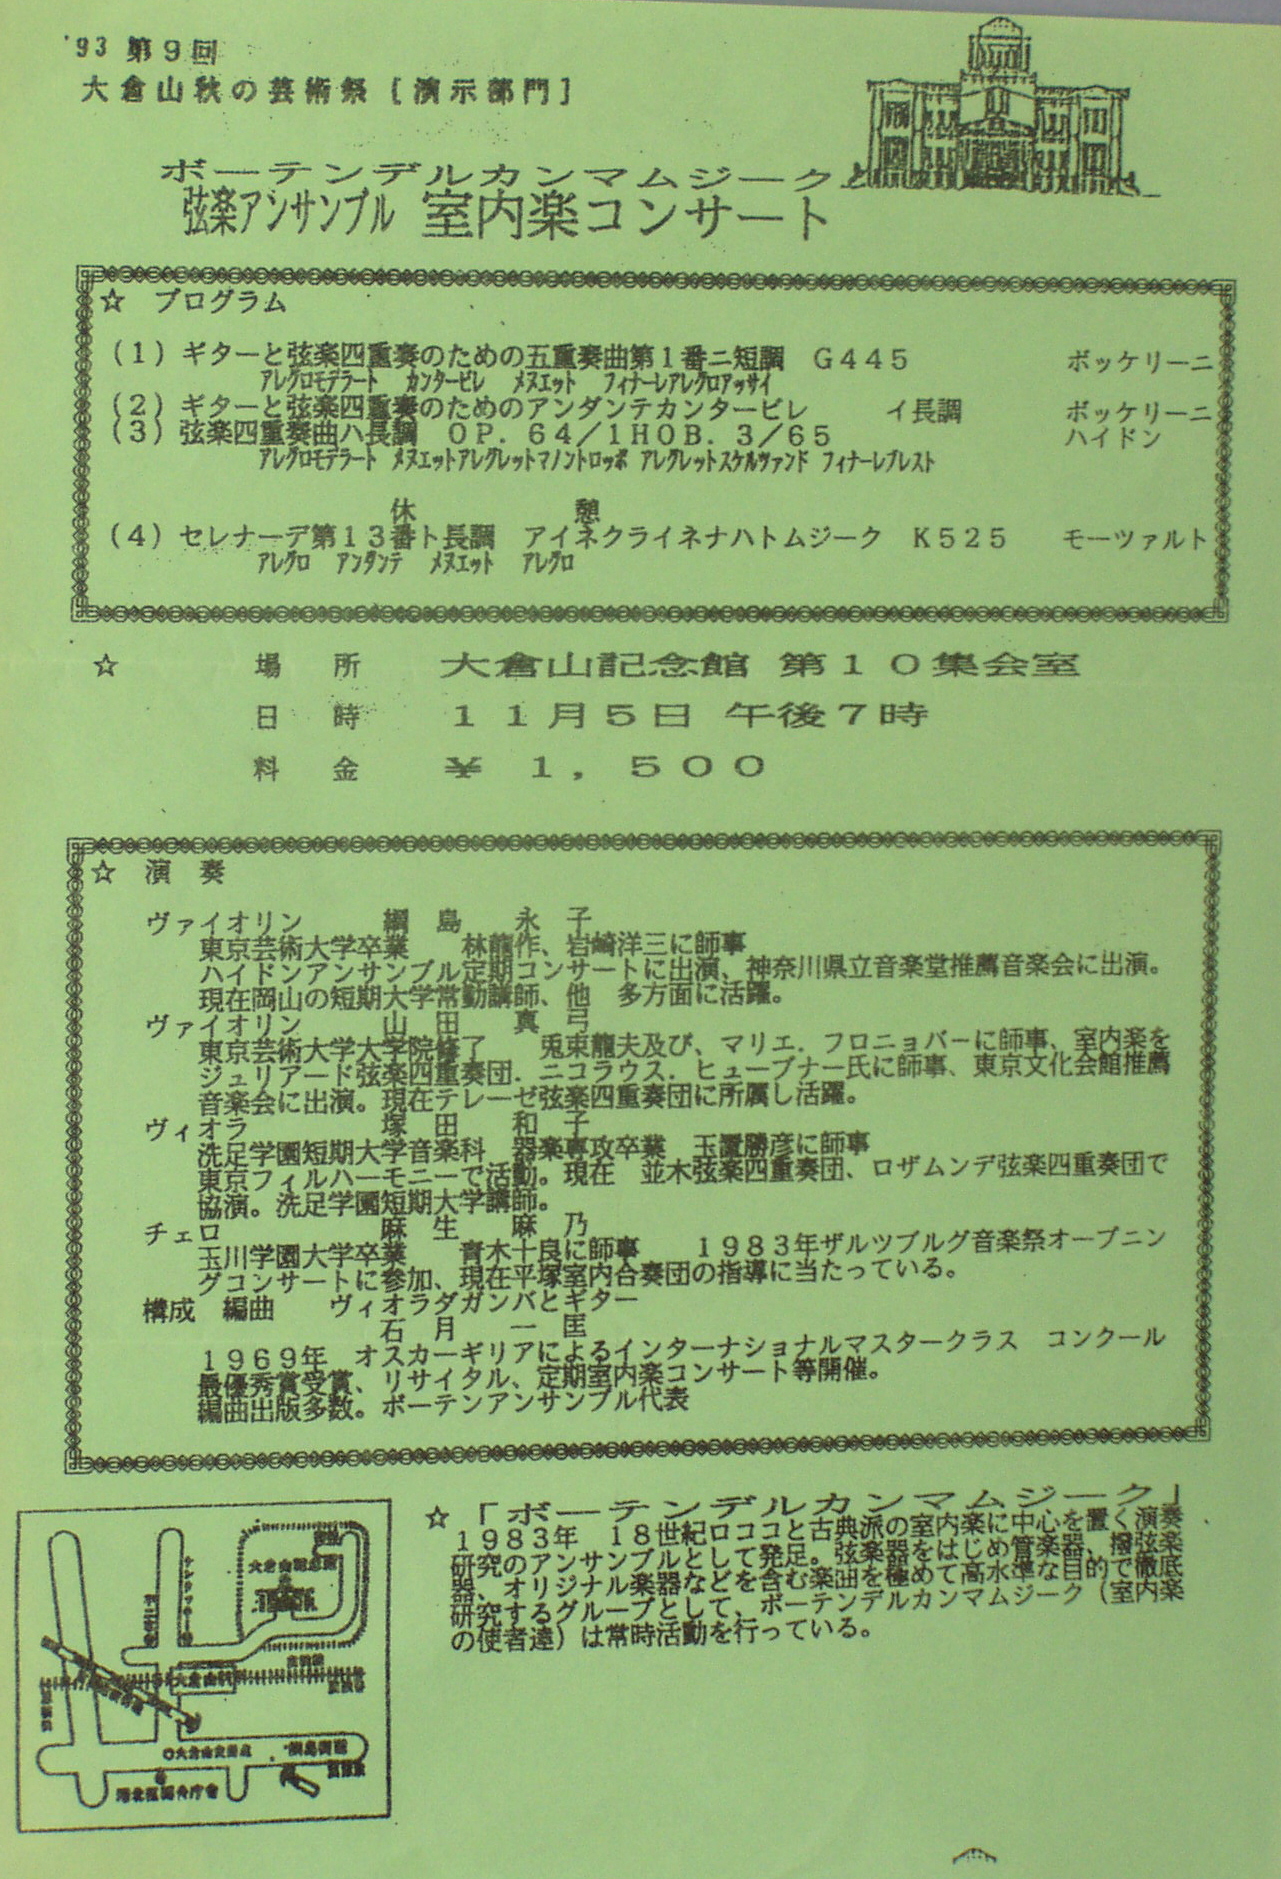 '93 第9回
大倉山秋の芸術祭［演示部門］
ボーテンデルカンマムジークと
弦楽アンサンブル 室内楽コンサート
☆ プログラム
（1）ギターと弦楽四重奏のための五重奏曲第1番ニ短調 G445 ボッケリーニ
アレグロモデラート カンタービレ メヌエット フィナーレアレグロアッサイ
（2）ギターと弦楽四重奏のためのアンダンテカンタービレ イ長調 ボッケリーニ
（3）弦楽四重奏曲ハ長調 OP．64／1HOB．3／65 ハイドン
アレグロモデラート メヌエットアレグレットマノントロッポ アレグレットスケルツァンド フィナーレプレスト
休 憩
（4）セレナーデ第13番ト長調 アイネクライネナハトムジーク K525 モーツァルト
アレグロ アンダンテ メヌエット アレグロ
☆ 場 所 大倉山記念館 第10集会室
日 時 11月5日 午後7時
料 金 ￥1，500
☆ 演 奏
ヴァイオリン 綱 島 永 子
東京芸術大学卒業 林龍作、岩崎洋三に師事
ハイドンアンサンブル定期コンサートに出演、神奈川県立音楽堂推薦音楽会に出演。
現在岡山の短期大学常勤講師、他 多方面に活躍。
ヴァイオリン 山 田 真 弓
東京芸術大学大学院修了 兎束龍夫及び、マリエ．フロニョバーに師事、室内楽を
ジュリアード弦楽四重奏団．ニコラウス．ヒューブナー氏に師事、東京文化会館推薦
音楽会に出演。現在テレーゼ弦楽四重奏団に所属し活躍。
ヴィオラ 塚 田 和 子
洗足学園短期大学音楽科 器楽専攻卒業 玉置勝彦に師事
東京フィルハーモニーで活動。現在 並木弦楽四重奏団、ロザムンデ弦楽四重奏団で
協演。洗足学園短期大学講師。
チェロ 麻 生 麻 乃
玉川学園大学卒業 青木十良に師事 1983年ザルツブルグ音楽祭オープニン
グコンサートに参加、現在平塚室内合奏団の指導に当たっている。
構成 編曲 ヴィオラダガンバとギター
石 月 一 匡
1969年 オスカーギリアによるインターナショナルマスタークラス コンクール
最優秀賞受賞、リサイタル、定期室内楽コンサート等開催。
編曲出版多数。ボーテンアンサンブル代表
☆ 「ボーテンデルカンマムジーク」
1983年 18世紀ロココと古典派の室内楽に中心を置く演奏
研究のアンサンブルとして発足。弦楽器をはじめ管楽器、撥弦楽
器、オリジナル楽器などを含む楽曲を極めて高水準な目的で徹底
研究するグループとして、ボーテンデルカンマムジーク（室内楽
の使者達）は常時活動を行っている。
大倉山記念館
大倉山駅